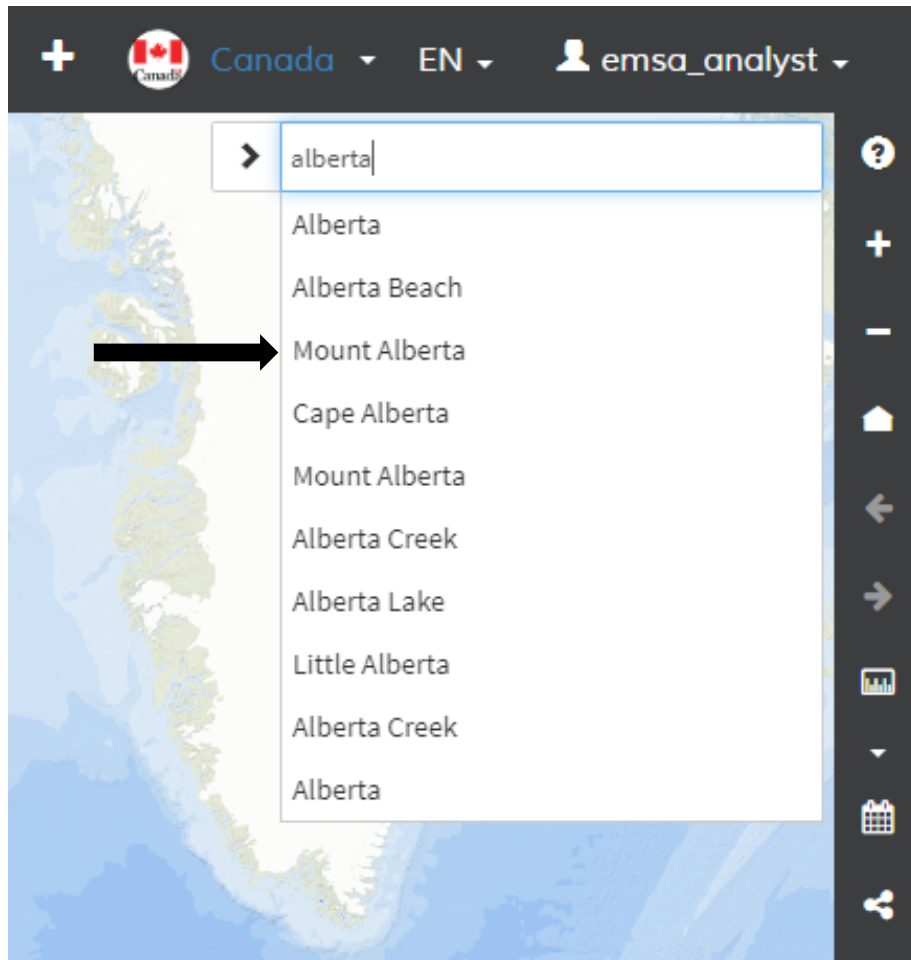 Canada Canada EN emsa_analyst
alberta
Alberta
Alberta Beach
Mount Alberta
Cape Alberta
Mount Alberta
Alberta Creek
Alberta Lake
Little Alberta
Alberta Creek
Alberta